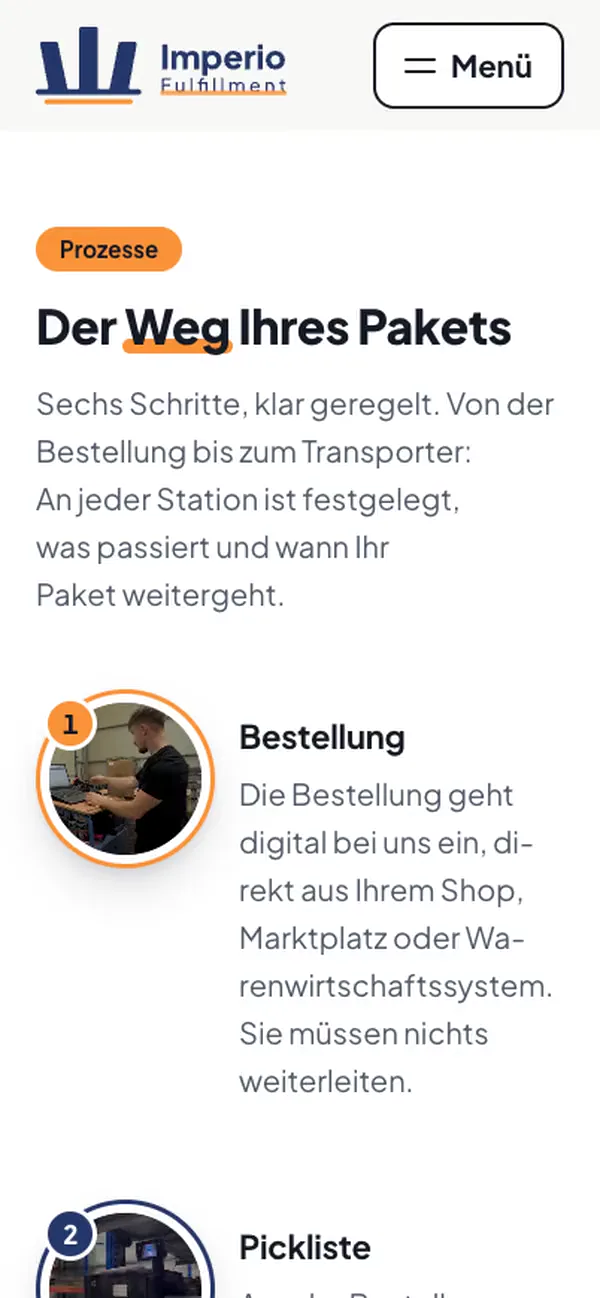 Imperio
Fulfillment
Menü
Prozesse
Der Weg Ihres Pakets
Sechs Schritte, klar geregelt. Von der
Bestellung bis zum Transporter:
An jeder Station ist festgelegt,
was passiert und wann Ihr
Paket weitergeht.
1
Bestellung
Die Bestellung geht
digital bei uns ein, di-
rekt aus Ihrem Shop,
Marktplatz oder Wa-
renwirtschaftssystem.
Sie müssen nichts
weiterleiten.
2
Pickliste